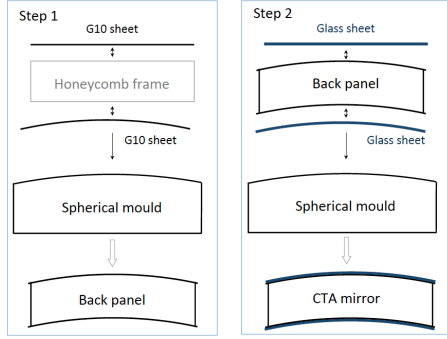 Step 1
G10 sheet
Honeycomb frame
G10 sheet
Spherical mould
Back panel
Step 2
Glass sheet
Back panel
Glass sheet
Spherical mould
CTA mirror